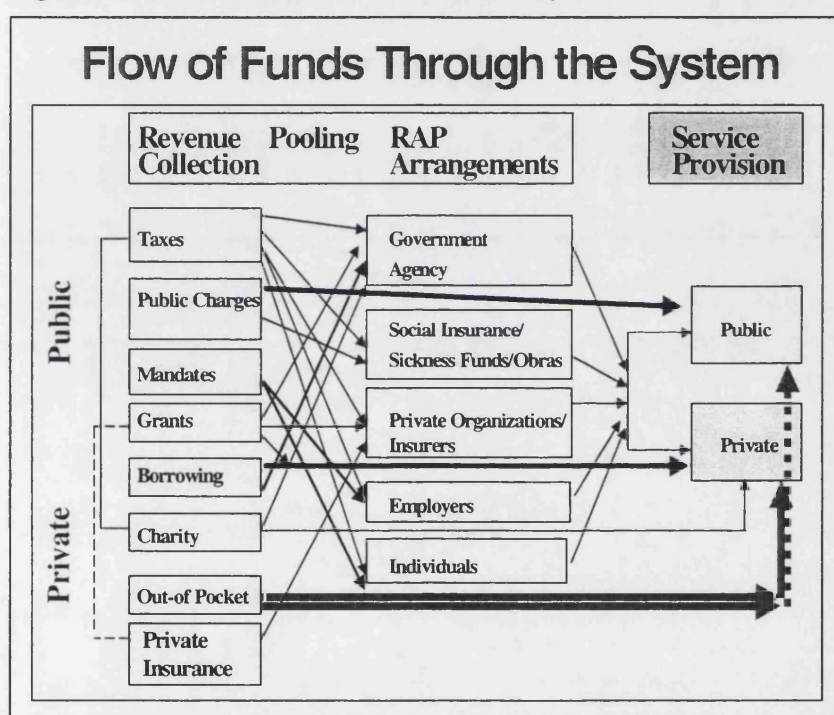 Flow of Funds Through the System
Revenue Pooling RAP
Collection Arrangements
Service
Provision
Public
Private
Taxes
Public Charges
Mandates
Grants
Borrowing
Charity
Out-of Pocket
Private
Insurance
Government
Agency
Social Insurance/
Sickness Funds/Obras
Private Organizations/
Insurers
Employers
Individuals
Public
Private